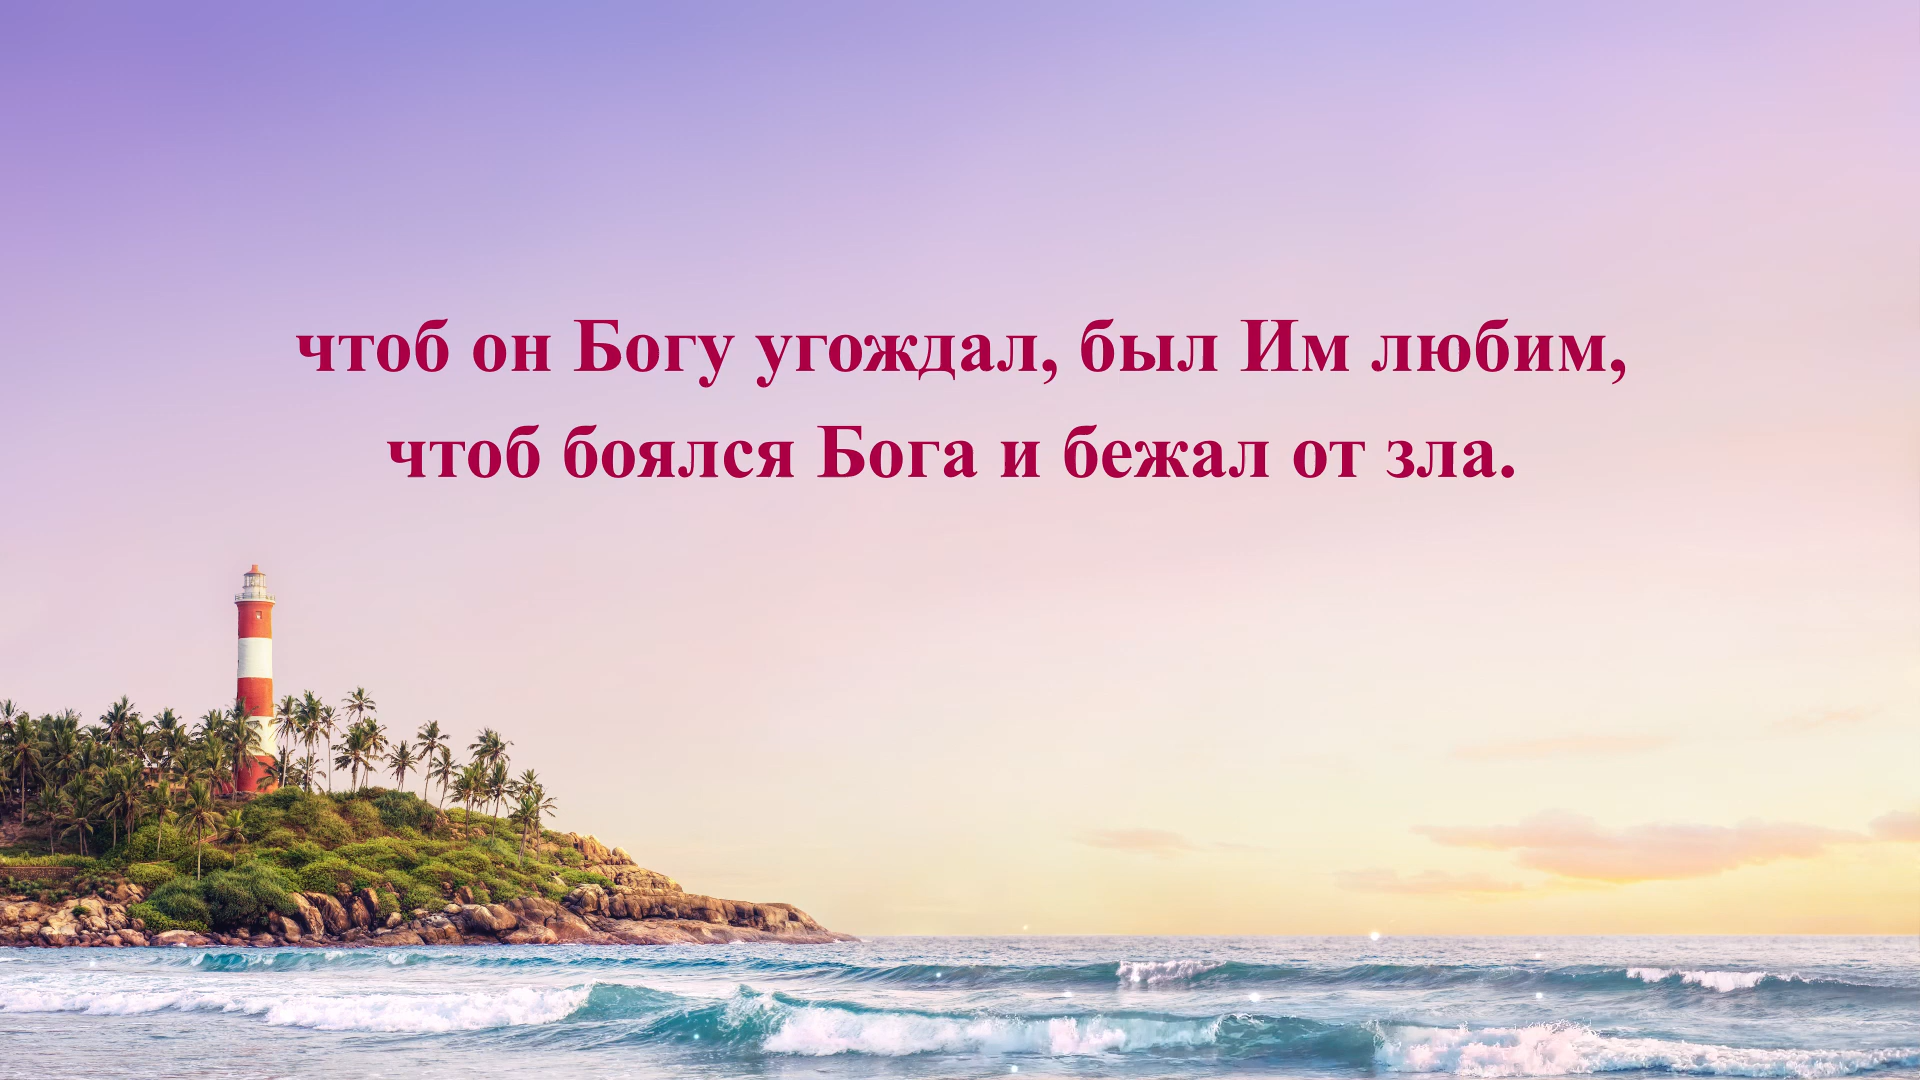 чтоб он Богу угождал, был Им любим,
чтоб боялся Бога и бежал от зла.